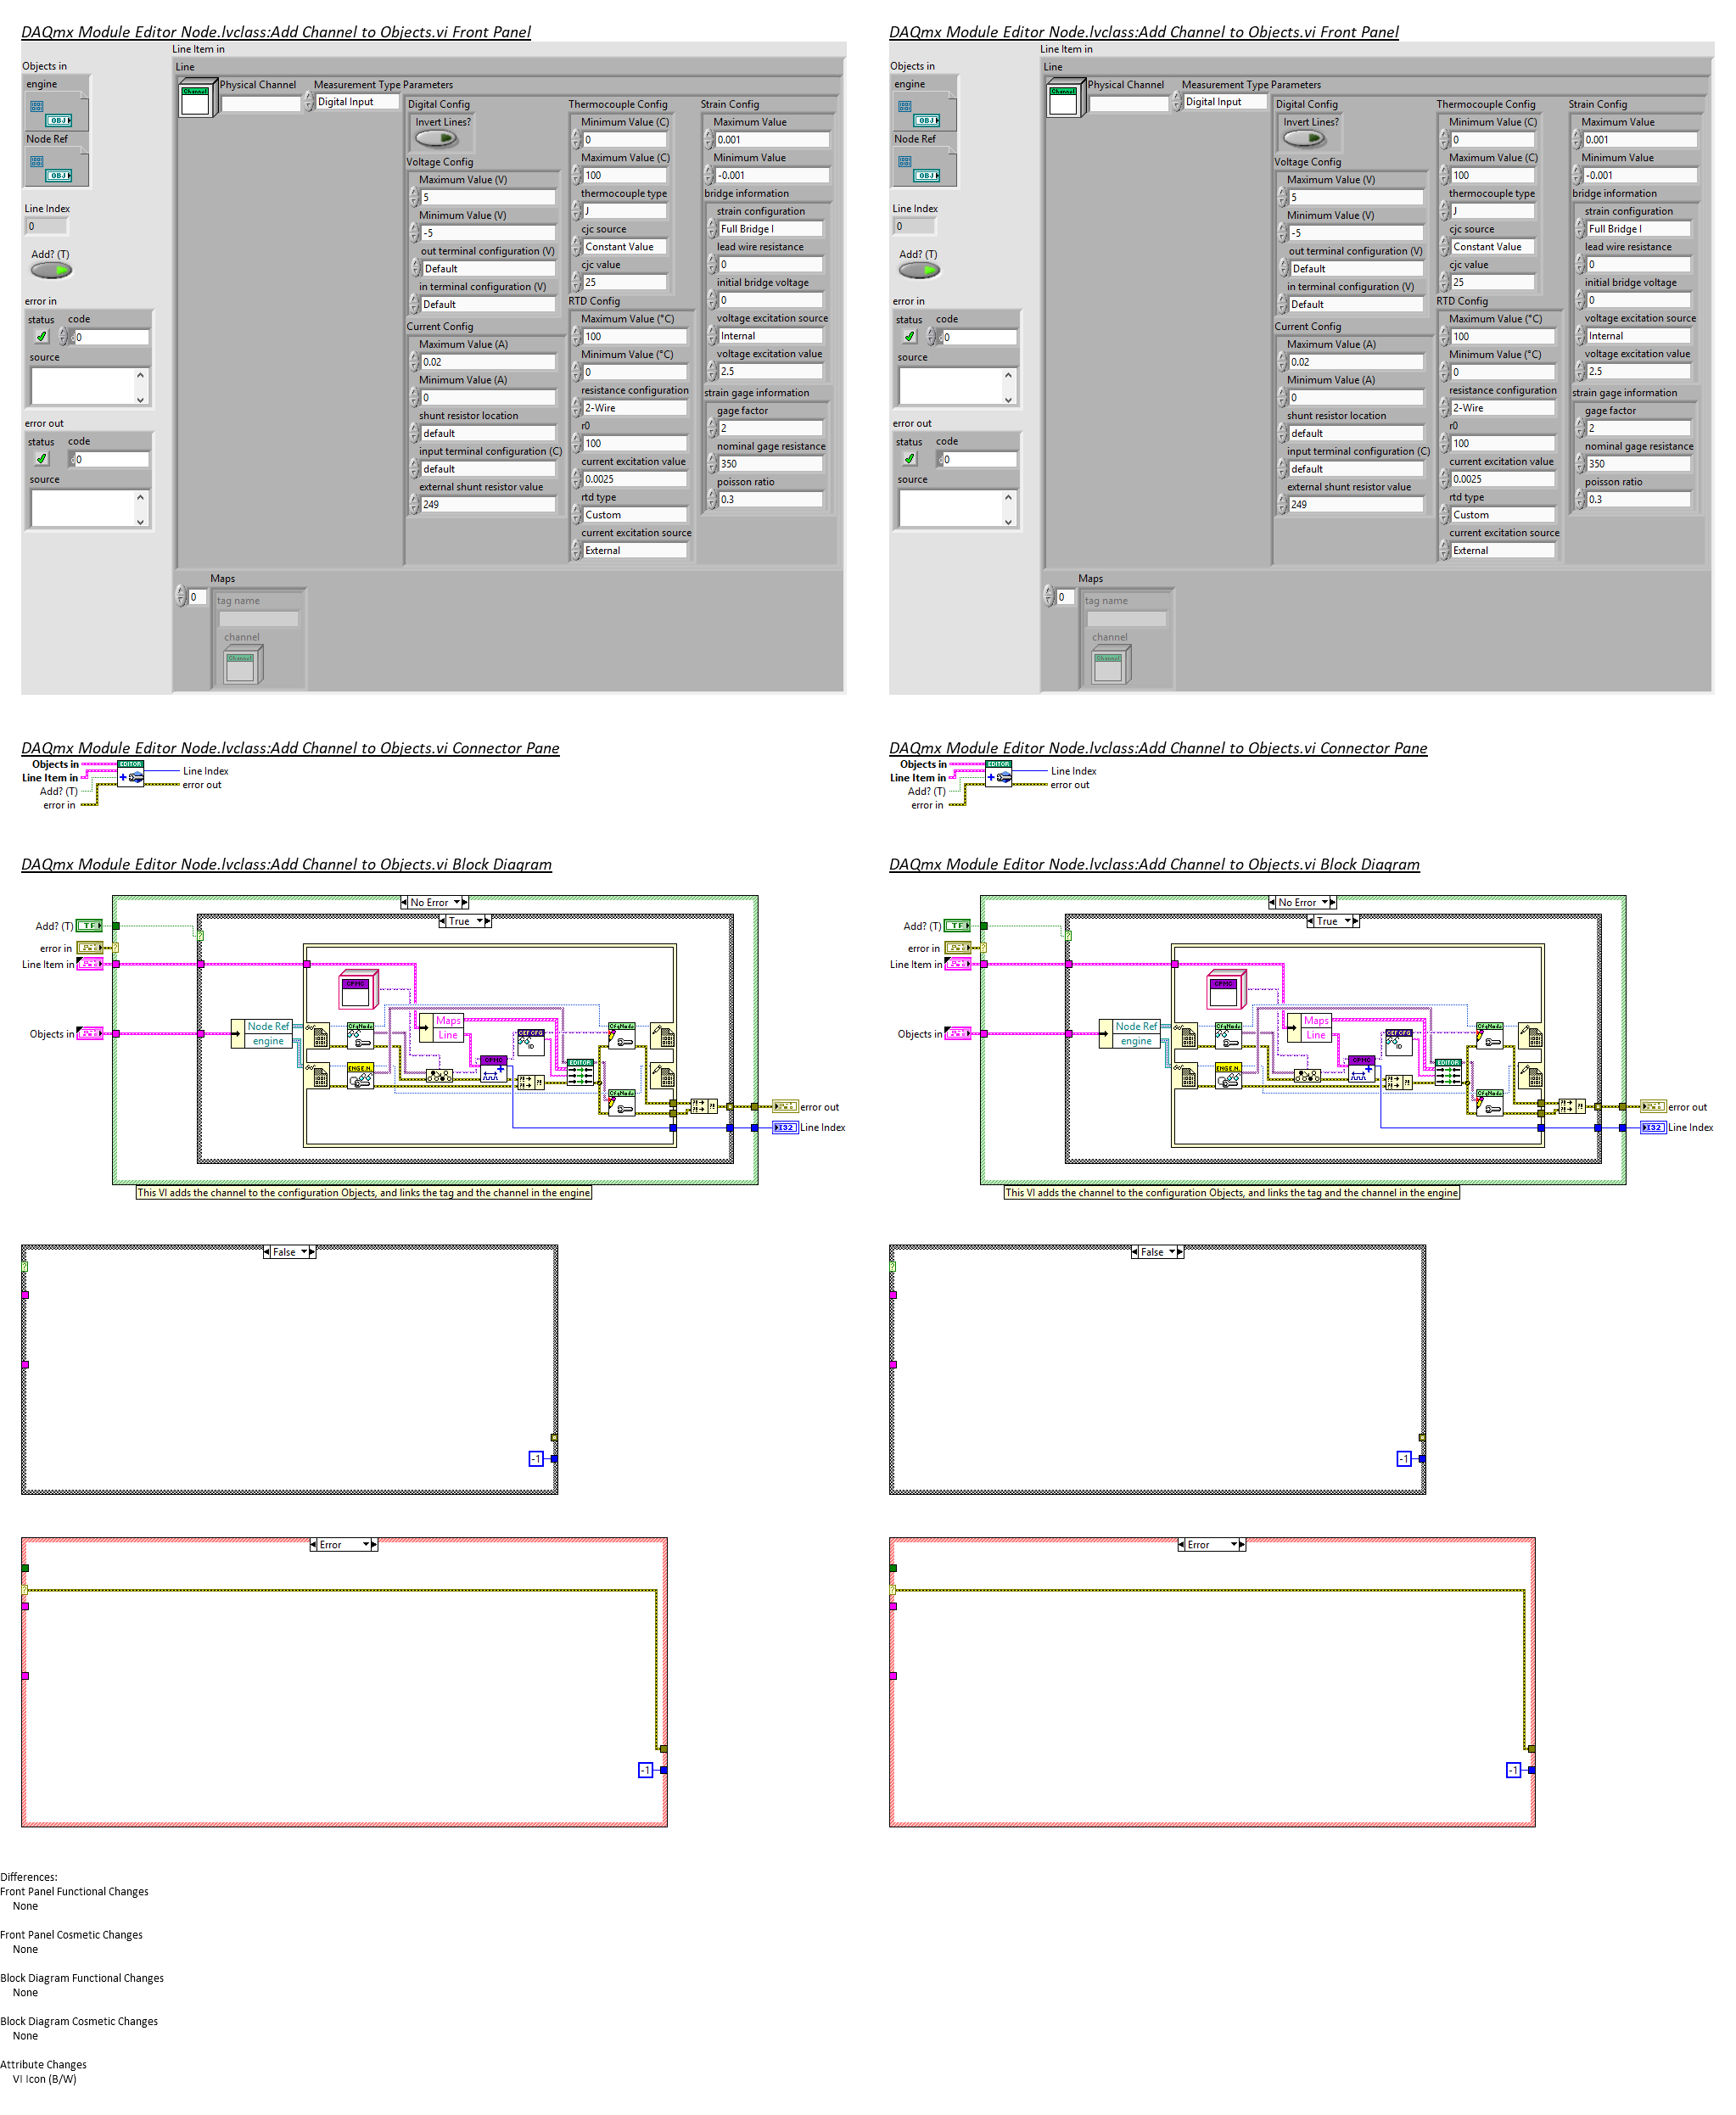 DAQmx Module Editor Node.lvclass:Add Channel to Objects.vi Front Panel
Line Item in
Objects in
Line
engine
Physical Channel
Measurement Type
Parameters
Channel
Digital Input
Digital Config
Thermocouple Config
Strain Config
OBJ
Invert Lines?
Minimum Value (C)
Maximum Value
Node Ref
0
0.001
Voltage Config
Maximum Value (C)
Minimum Value
OBJ
Maximum Value (V)
100
-0.001
5
thermocouple type
bridge information
Line Index
Minimum Value (V)
J
strain configuration
0
-5
cjc source
Full Bridge I
Add? (T)
out terminal configuration (V)
Constant Value
lead wire resistance
Default
cjc value
0
in terminal configuration (V)
25
initial bridge voltage
error in
Default
RTD Config
0
status
code
Current Config
Maximum Value (°C)
voltage excitation source
0
Maximum Value (A)
100
Internal
source
0.02
Minimum Value (°C)
voltage excitation value
Minimum Value (A)
0
2.5
0
resistance configuration
strain gage information
shunt resistor location
2-Wire
gage factor
error out
default
r0
2
status
code
input terminal configuration (C)
100
nominal gage resistance
0
default
current excitation value
350
source
external shunt resistor value
0.0025
poisson ratio
249
rtd type
0.3
Custom
current excitation source
External
Maps
0
tag name
channel
Channel
DAQmx Module Editor Node.lvclass:Add Channel to Objects.vi Front Panel
Line Item in
Objects in
Line
engine
Physical Channel
Measurement Type
Parameters
Channel
Digital Input
Digital Config
Thermocouple Config
Strain Config
OBJ
Invert Lines?
Minimum Value (C)
Maximum Value
Node Ref
0
0.001
Voltage Config
Maximum Value (C)
Minimum Value
OBJ
Maximum Value (V)
100
-0.001
5
thermocouple type
bridge information
Line Index
Minimum Value (V)
J
strain configuration
0
-5
cjc source
Full Bridge I
Add? (T)
out terminal configuration (V)
Constant Value
lead wire resistance
Default
cjc value
0
in terminal configuration (V)
25
initial bridge voltage
error in
Default
RTD Config
0
status
code
Current Config
Maximum Value (°C)
voltage excitation source
0
Maximum Value (A)
100
Internal
source
0.02
Minimum Value (°C)
voltage excitation value
Minimum Value (A)
0
2.5
0
resistance configuration
strain gage information
shunt resistor location
2-Wire
gage factor
error out
default
r0
2
status
code
input terminal configuration (C)
100
nominal gage resistance
0
default
current excitation value
350
source
external shunt resistor value
0.0025
poisson ratio
249
rtd type
0.3
Custom
current excitation source
External
Maps
0
tag name
channel
Channel
DAQmx Module Editor Node.lvclass:Add Channel to Objects.vi Connector Pane
Objects in
EDITOR
Line Item in
Line Index
Add? (T)
error out
error in
DAQmx Module Editor Node.lvclass:Add Channel to Objects.vi Connector Pane
Objects in
EDITOR
Line Item in
Line Index
Add? (T)
error out
error in
DAQmx Module Editor Node.lvclass:Add Channel to Objects.vi Block Diagram
No Error
True
Add? (T)
TF
error in
Line Item in
Maps
Line
Objects in
Node Ref
engine
EDITOR
error out
I32
Line Index
This VI adds the channel to the configuration Objects, and links the tag and the channel in the engine
False
-1
Error
-1
DAQmx Module Editor Node.lvclass:Add Channel to Objects.vi Block Diagram
No Error
True
Add? (T)
TF
error in
Line Item in
Maps
Line
Objects in
Node Ref
engine
EDITOR
error out
I32
Line Index
This VI adds the channel to the configuration Objects, and links the tag and the channel in the engine
False
-1
Error
-1
Differences:
Front Panel Functional Changes
None
Front Panel Cosmetic Changes
None
Block Diagram Functional Changes
None
Block Diagram Cosmetic Changes
None
Attribute Changes
VI Icon (B/W)